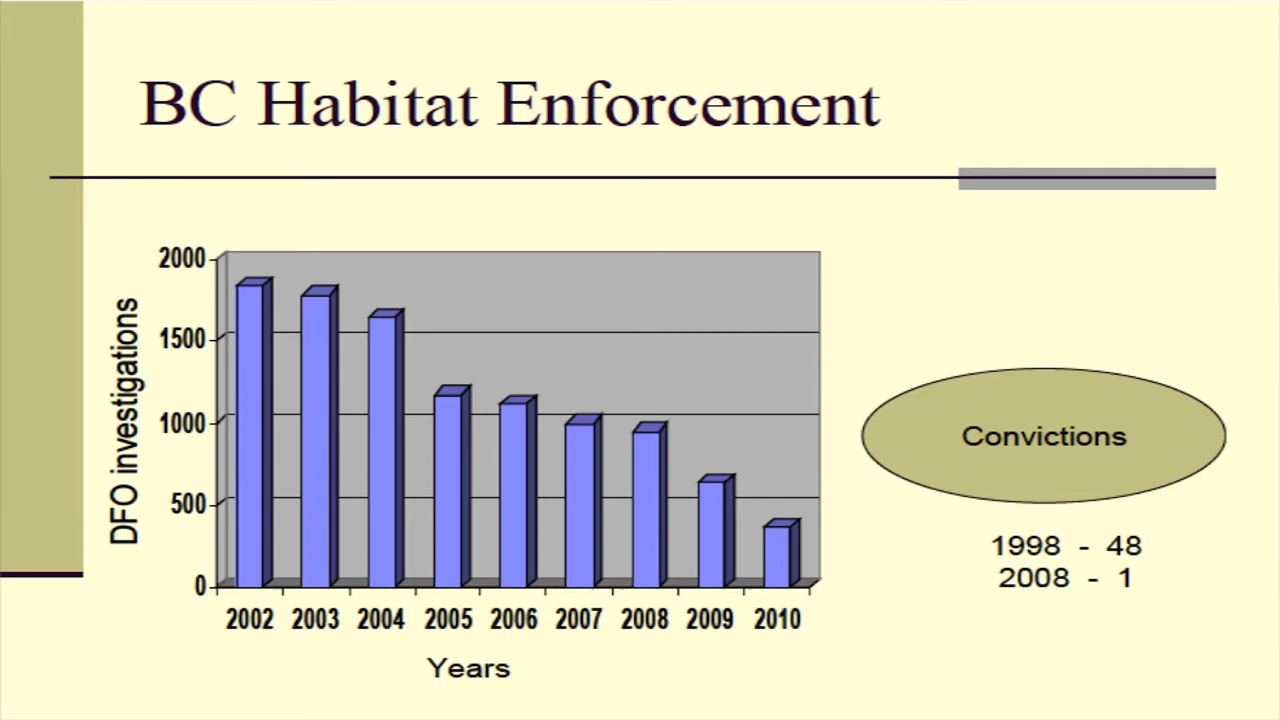 BC Habitat Enforcement
DFO investigations
2000
1500
1000
500
0
2002 2003 2004 2005 2006 2007 2008 2009 2010
Years
Convictions
1998 - 48
2008 - 1